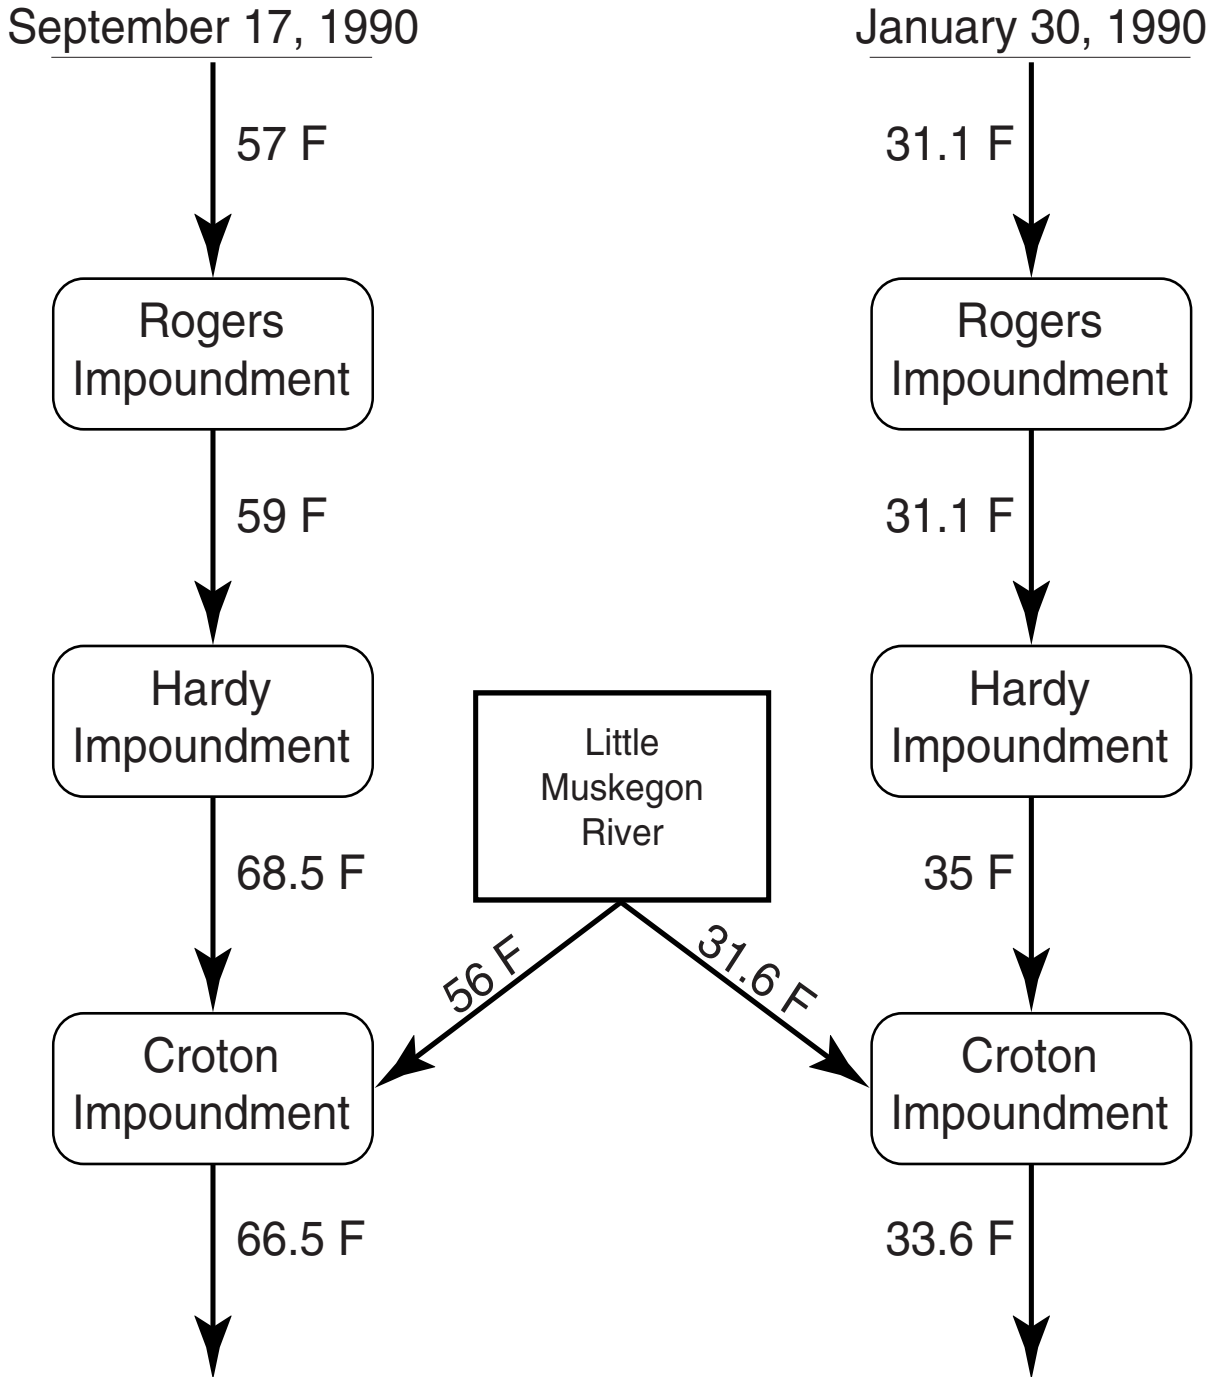 September 17, 1990
57 F
Rogers
Impoundment
59 F
Hardy
Impoundment
68.5 F
Croton
Impoundment
66.5 F
Little
Muskegon
River
56 F
31.6 F
January 30, 1990
31.1 F
Rogers
Impoundment
31.1 F
Hardy
Impoundment
35 F
Croton
Impoundment
33.6 F